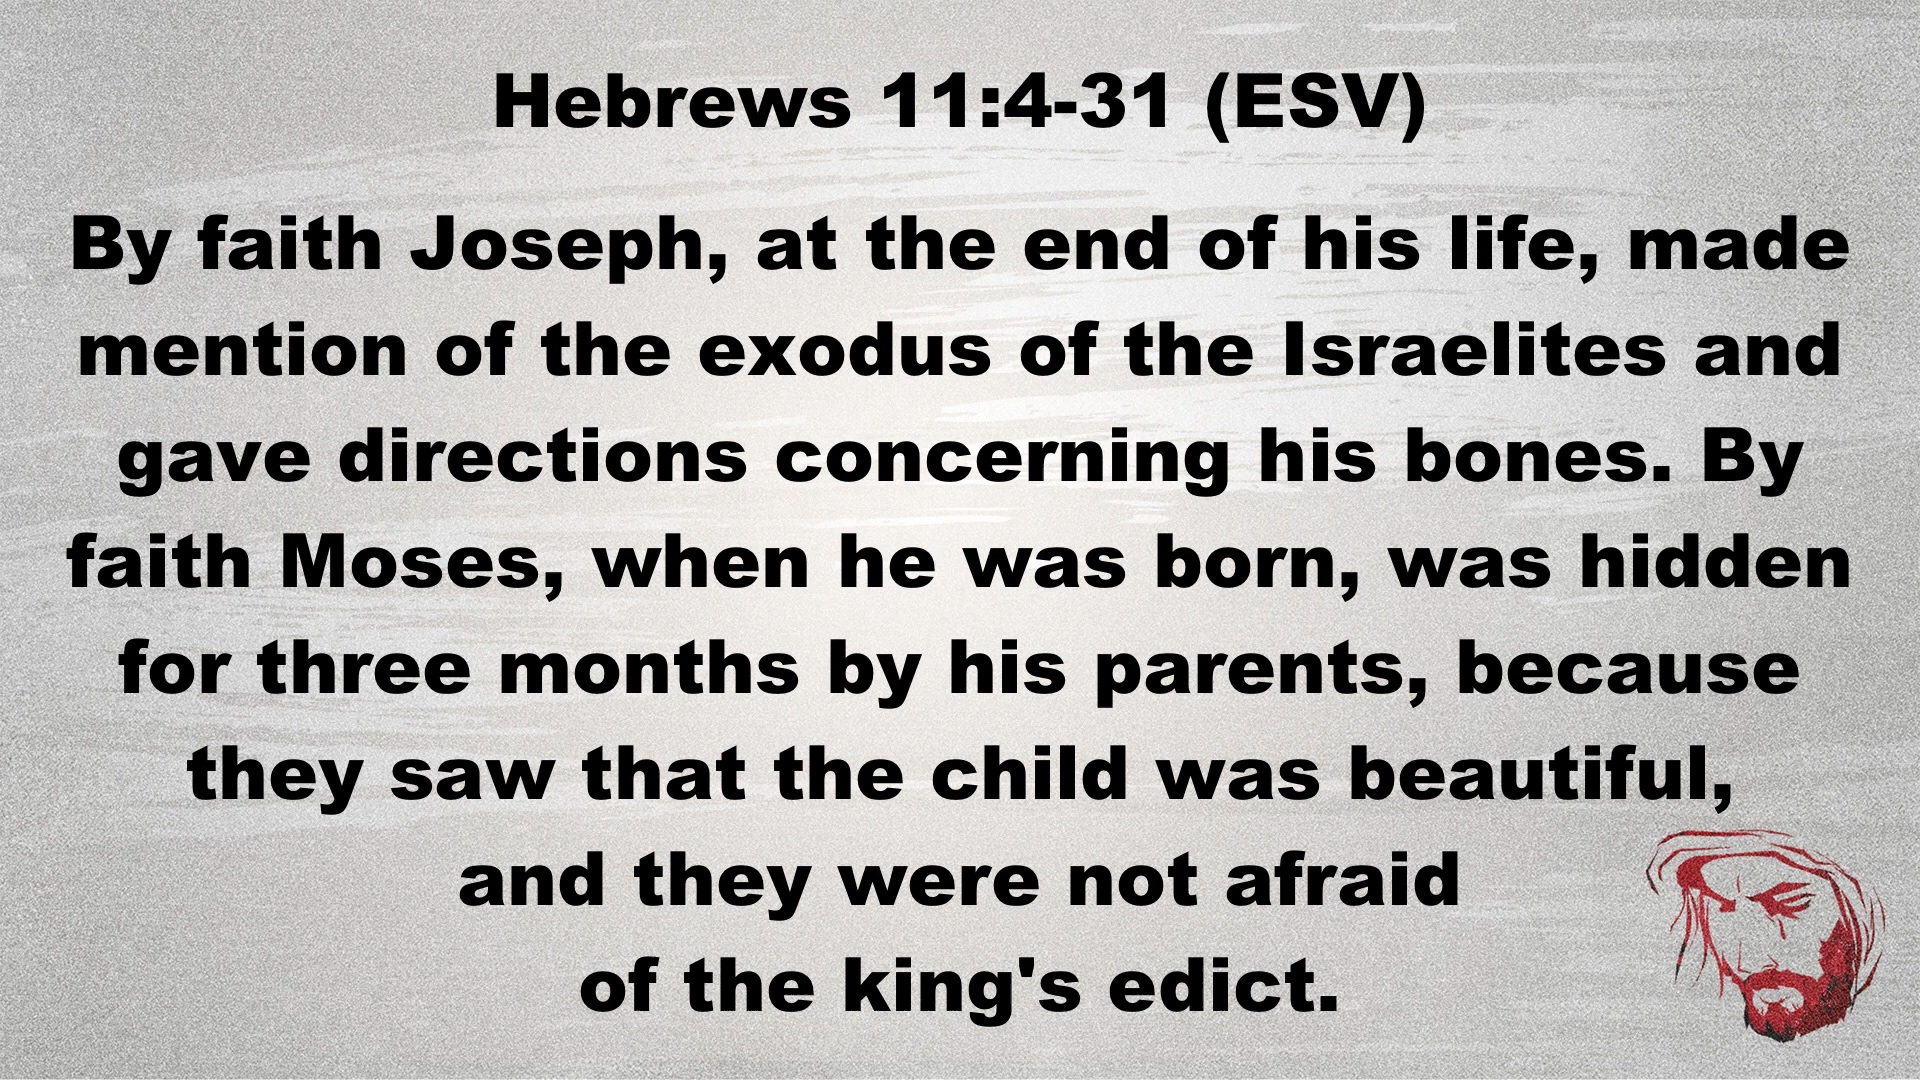 Hebrews 11:4-31 (ESV)
By faith Joseph, at the end of his life, made
mention of the exodus of the Israelites and
gave directions concerning his bones. By
faith Moses, when he was born, was hidden
for three months by his parents, because
they saw that the child was beautiful,
and they were not afraid
of the king's edict.